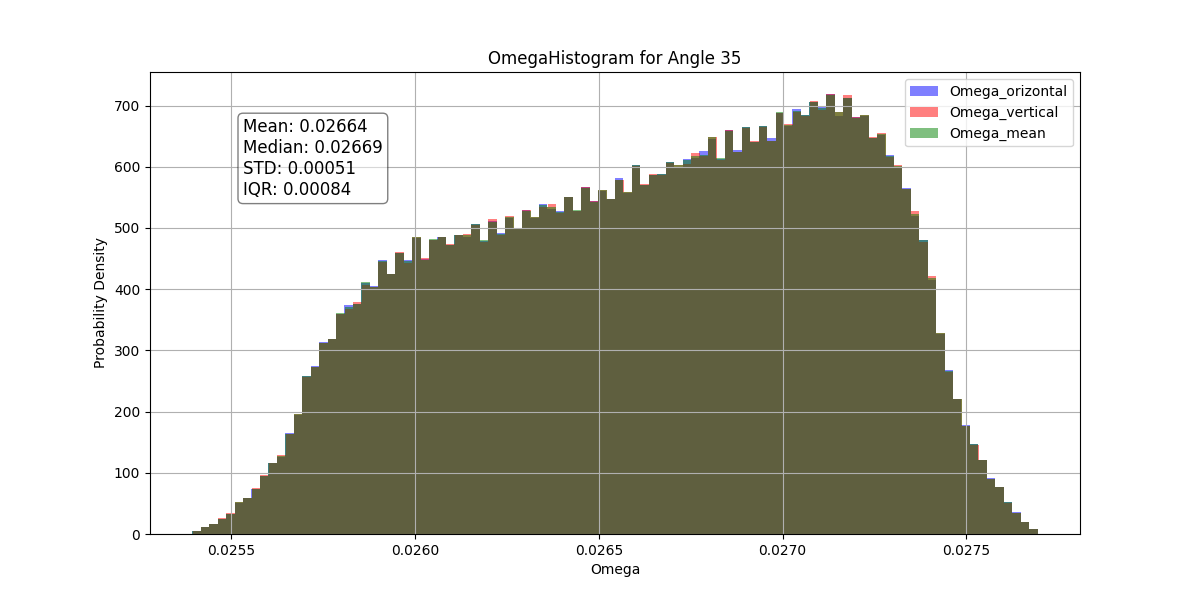 OmegaHistogram for Angle 35
700
600
500
400
300
200
100
0
Probability Density
Mean: 0.02664
Median: 0.02669
STD: 0.00051
IQR: 0.00084
Omega_orizontal
Omega_vertical
Omega_mean
0.0255
0.0260
0.0265
0.0270
0.0275
Omega